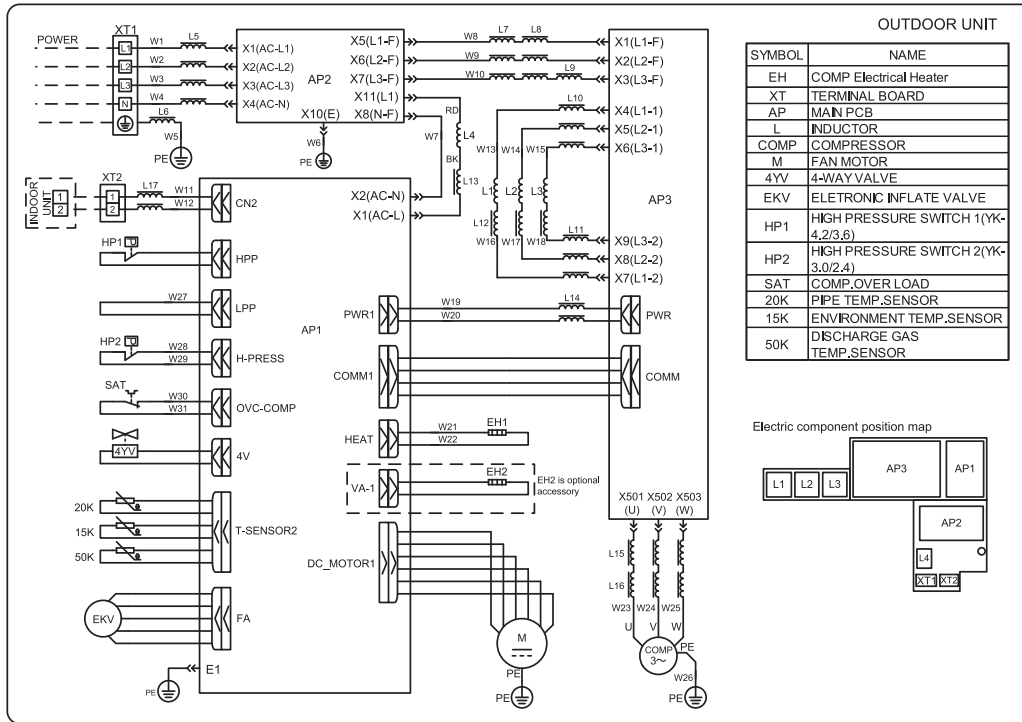 OUTDOOR UNIT
SYMBOL NAME
EH COMP Electrical Heater
XT TERMINAL BOARD
AP MAIN PCB
L INDUCTOR
COMP COMPRESSOR
M FAN MOTOR
4YV 4-WAY VALVE
EKV ELETRONIC INFLATE VALVE
HP1 HIGH PRESSURE SWITCH 1(YK-
4.2/3.6)
HP2 HIGH PRESSURE SWITCH 2(YK-
3.0/2.4)
SAT COMP.OVER LOAD
20K PIPE TEMP.SENSOR
15K ENVIRONMENT TEMP.SENSOR
50K DISCHARGE GAS
TEMP.SENSOR
POWER
XT1
L1 W1 L5 X1(AC-L1)
L2 W2 X2(AC-L2)
L3 W3 X3(AC-L3)
N W4 X4(AC-N)
L6
W5
PE
AP2
X5(L1-F) W8 L7 L8 X1(L1-F)
X6(L2-F) W9 X2(L2-F)
X7(L3-F) W10 L9 X3(L3-F)
X11(L1)
X8(N-F)
X10(E)
W6
PE
RD
W7
L4
BK
L13
L10 X4(L1-1)
X5(L2-1)
X6(L3-1)
W13 W14 W15
L1 L2 L3
L12
W16 W17 W18
L11 X9(L3-2)
X8(L2-2)
X7(L1-2)
AP3
INDOOR
UNIT
1
2
XT2
1
2
L17
W11
W12
CN2
X2(AC-N)
X1(AC-L)
HP1 P HPP
W27 LPP
HP2 P
W28
W29
H-PRESS
SAT
W30
W31
OVC-COMP
4YV 4V
20K
15K
50K
T-SENSOR2
EKV FA
E1
PE
AP1
PWR1 W19 W20 L14 PWR
COMM1 COMM
HEAT W21 W22 EH1
VA-1 EH2
EH2 is optional
accessory
DC_MOTOR1
M
PE
PE
X501 X502 X503
(U) (V) (W)
L15
L16
W23 W24 W25
U V W
COMP
3~
PE
W26
PE
Electric component position map
L1 L2 L3 AP3 AP1
AP2
L4
XT1 XT2